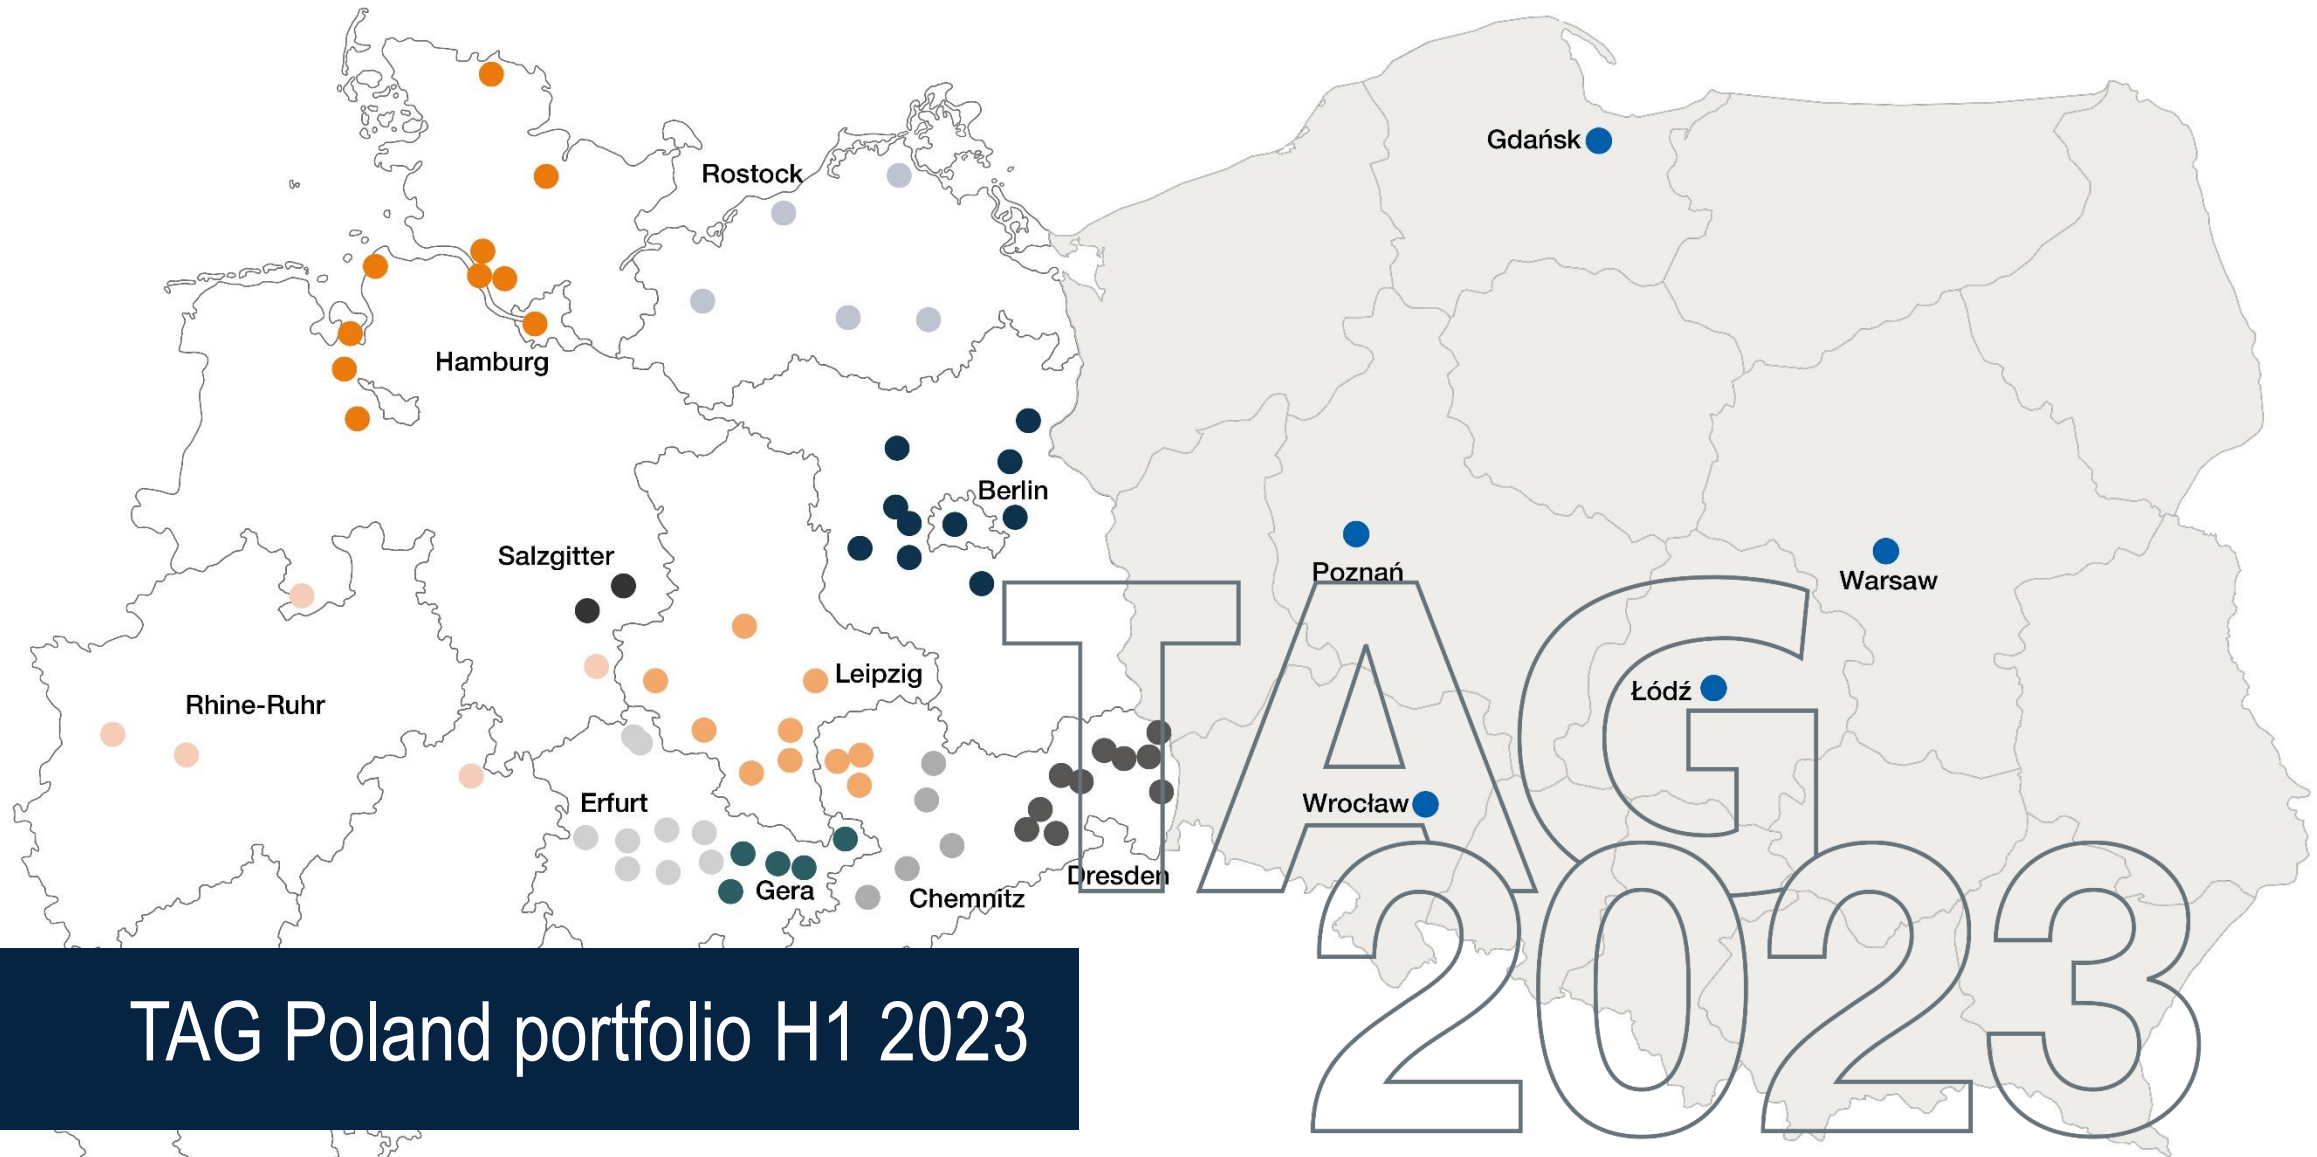 Gdańsk
Rostock
Hamburg
Berlin
Salzgitter
Poznań
Warsaw
Leipzig
Łódź
Rhine-Ruhr
Erfurt
Wrocław
Gera
Chemnitz
Dresden
TAG
2023
TAG Poland portfolio H1 2023